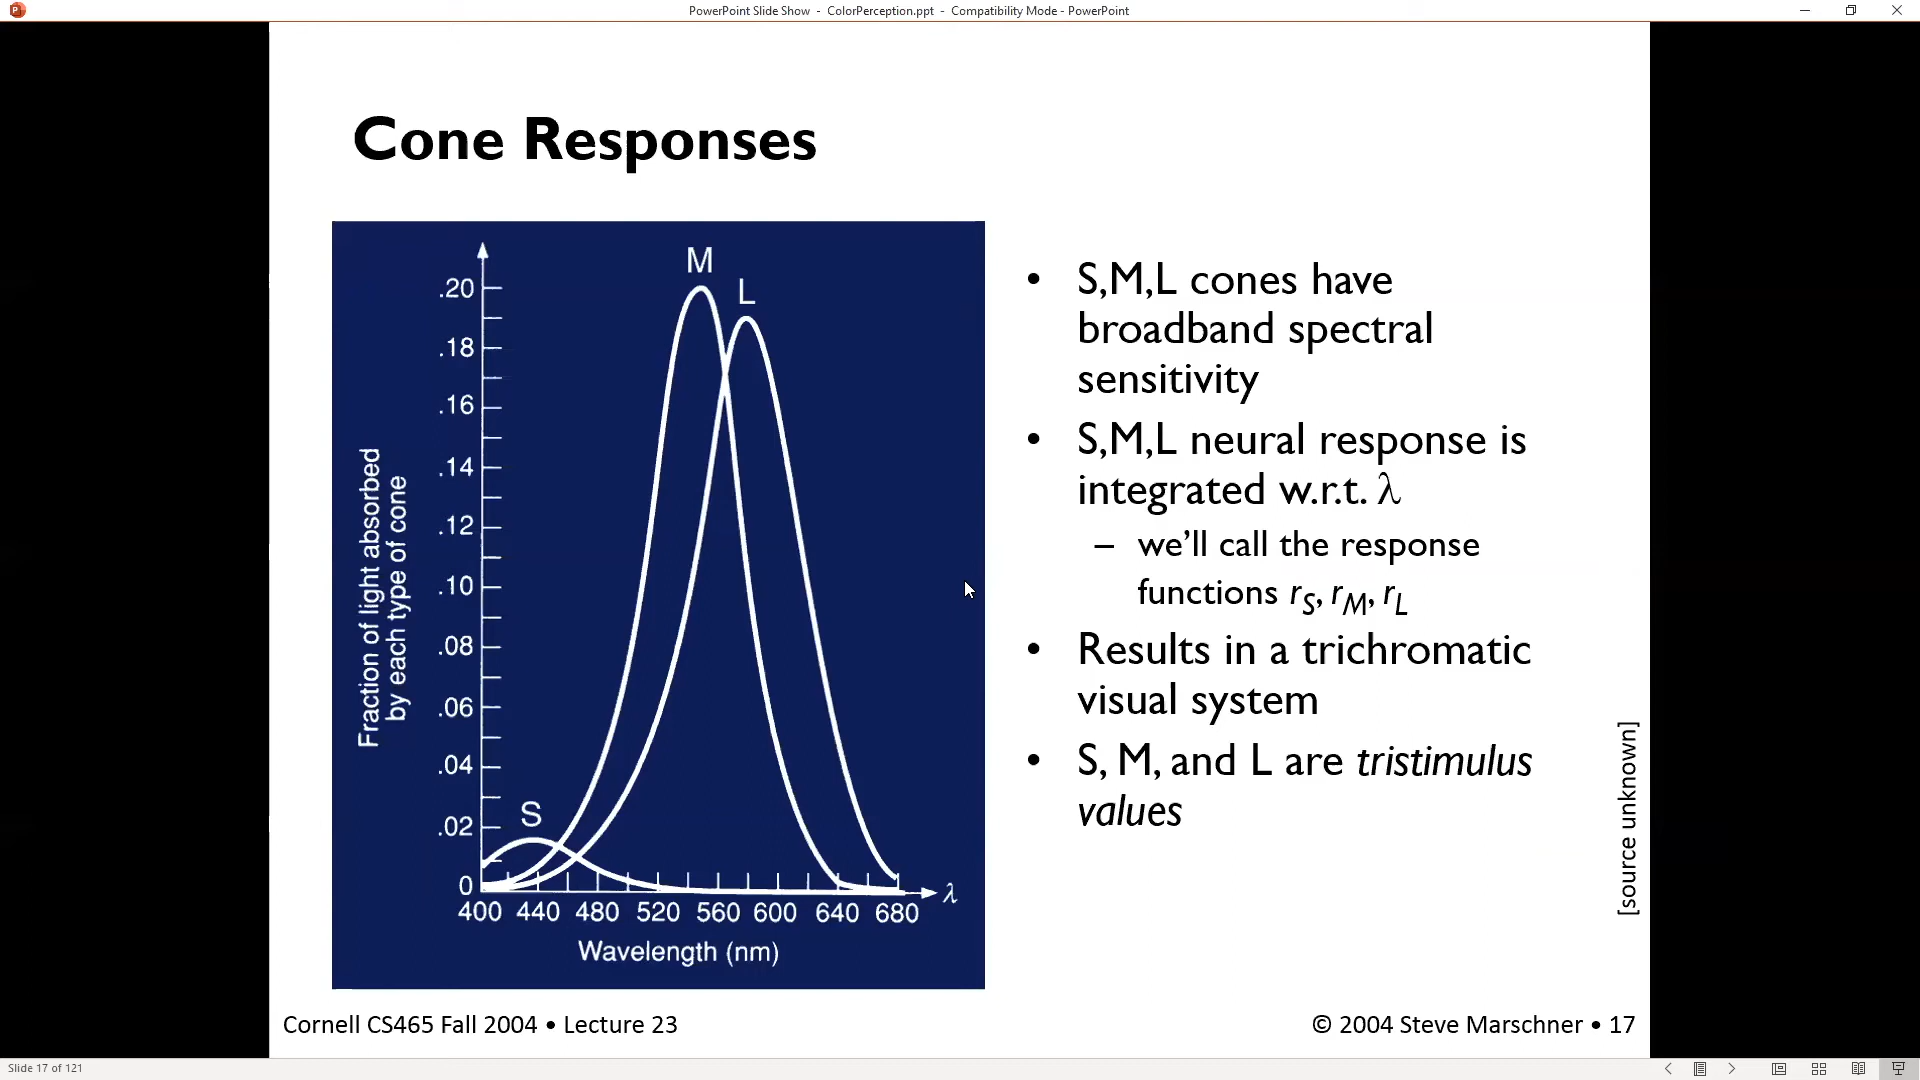 PowerPoint Slide Show - ColorPerception.ppt - Compatibility Mode - PowerPoint
Cone Responses
M
L
S
.20
.18
.16
.14
.12
.10
.08
.06
.04
.02
0
Fraction of light absorbed
by each type of cone
400 440 480 520 560 600 640 680
λ
Wavelength (nm)
• S,M,L cones have
broadband spectral
sensitivity
• S,M,L neural response is
integrated w.r.t. λ
– we’ll call the response
functions rS, rM, rL
• Results in a trichromatic
visual system
• S, M, and L are tristimulus
values
[source unknown]
Cornell CS465 Fall 2004 • Lecture 23
© 2004 Steve Marschner • 17
Slide 17 of 121